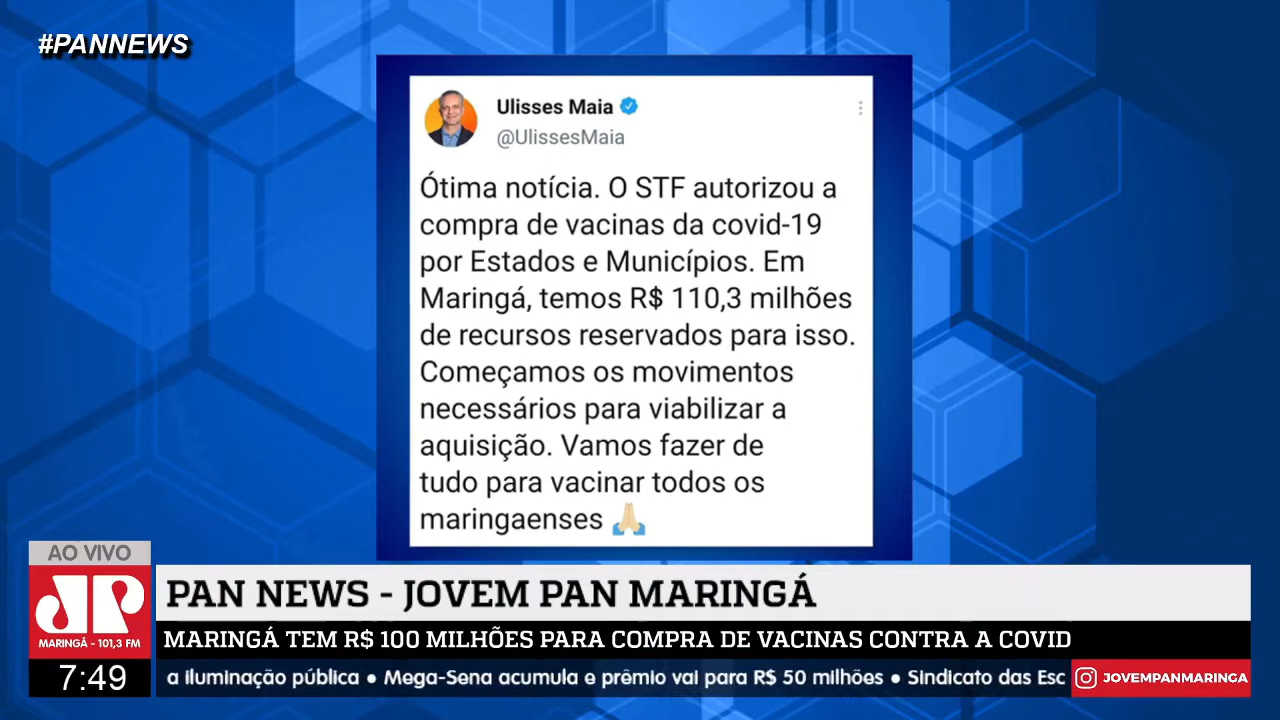 #PANNEWS
Ulisses Maia
@UlissesMaia
Ótima notícia. O STF autorizou a
compra de vacinas da covid-19
por Estados e Municípios. Em
Maringá, temos R$ 110,3 milhões
de recursos reservados para isso.
Começamos os movimentos
necessários para viabilizar a
aquisição. Vamos fazer de
tudo para vacinar todos os
maringaenses 🙏🏼
AO VIVO
JP
MARINGÁ - 101,3 FM
7:49
PAN NEWS - JOVEM PAN MARINGÁ
MARINGÁ TEM R$ 100 MILHÕES PARA COMPRA DE VACINAS CONTRA A COVID
a iluminação pública ● Mega-Sena acumula e prêmio vai para R$ 50 milhões ● Sindicato das Esc
JOVEMPANMARINGA